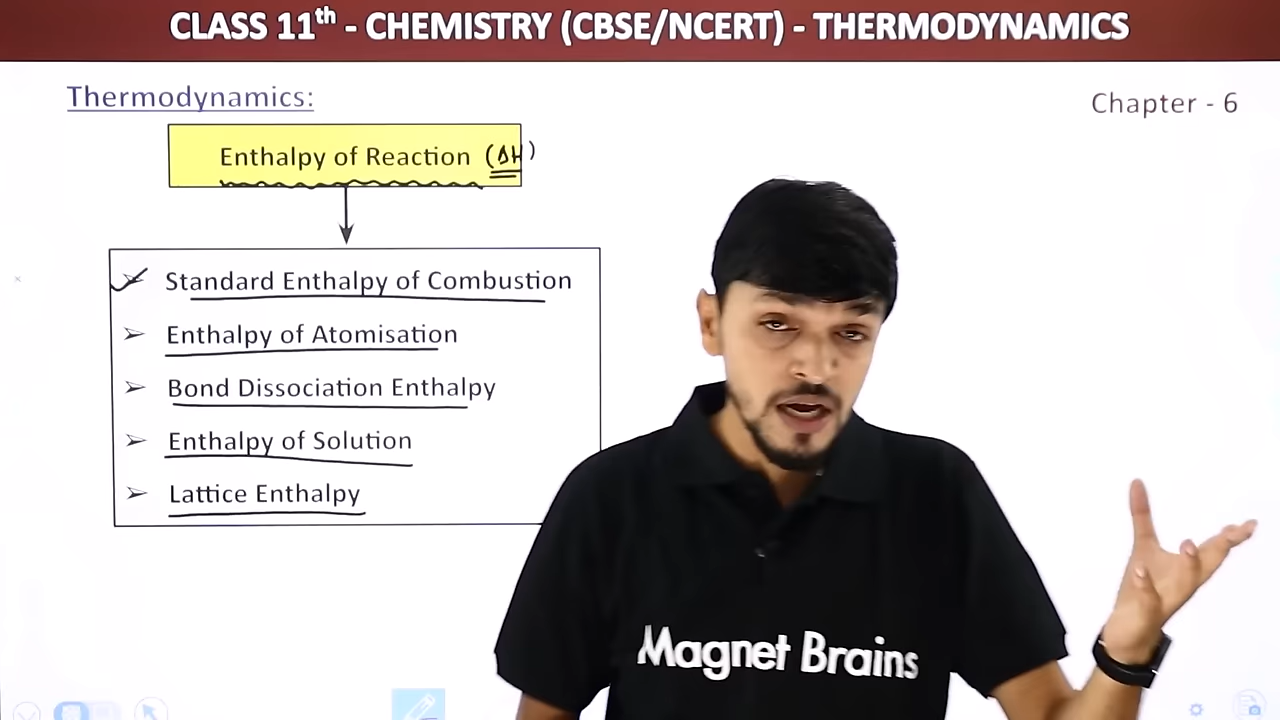 CLASS 11th - CHEMISTRY (CBSE/NCERT) - THERMODYNAMICS
Thermodynamics:
Chapter - 6
Enthalpy of Reaction (ΔH)
Standard Enthalpy of Combustion
Enthalpy of Atomisation
Bond Dissociation Enthalpy
Enthalpy of Solution
Lattice Enthalpy
Magnet Brains